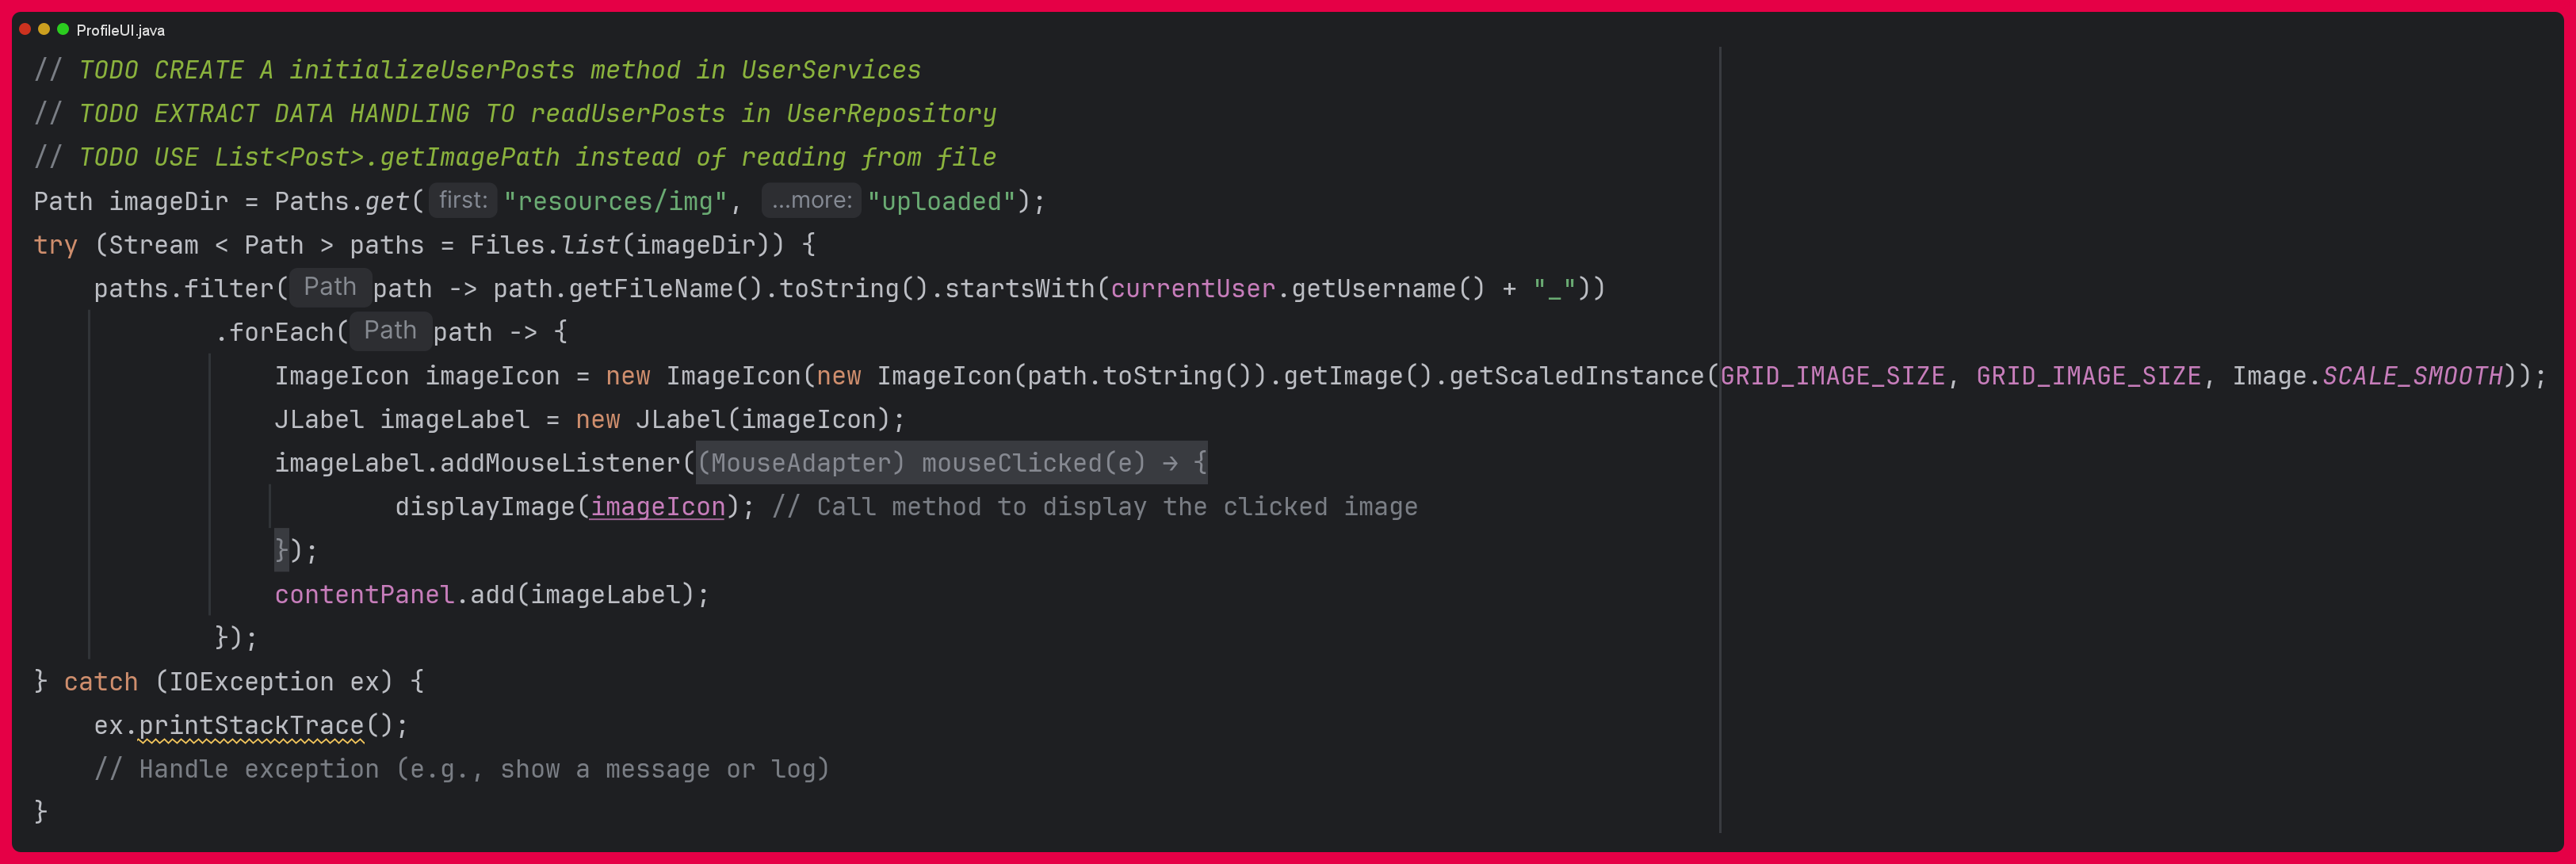 ProfileUI.java
// TODO CREATE A initializeUserPosts method in UserServices
// TODO EXTRACT DATA HANDLING TO readUserPosts in UserRepository
// TODO USE List<Post>.getImagePath instead of reading from file
Path imageDir = Paths.get( first: "resources/img", ...more: "uploaded");
try (Stream < Path > paths = Files.list(imageDir)) {
paths.filter( Path path -> path.getFileName().toString().startsWith(currentUser.getUsername() + "_"))
.forEach( Path path -> {
ImageIcon imageIcon = new ImageIcon(new ImageIcon(path.toString()).getImage().getScaledInstance(GRID_IMAGE_SIZE, GRID_IMAGE_SIZE, Image.SCALE_SMOOTH));
JLabel imageLabel = new JLabel(imageIcon);
imageLabel.addMouseListener((MouseAdapter) mouseClicked(e) → {
displayImage(imageIcon); // Call method to display the clicked image
});
contentPanel.add(imageLabel);
});
} catch (IOException ex) {
ex.printStackTrace();
// Handle exception (e.g., show a message or log)
}